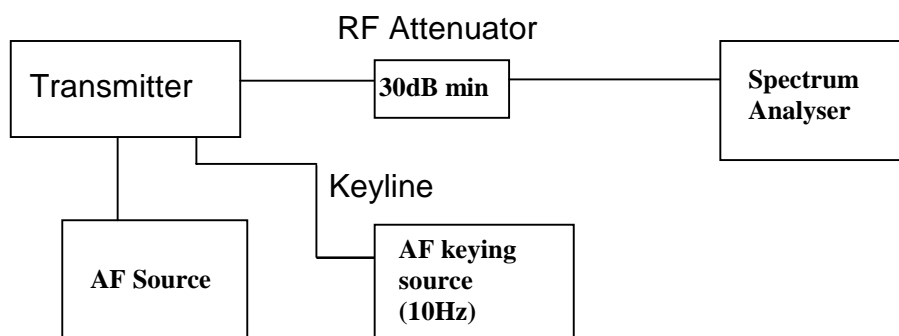 RF Attenuator
Transmitter
30dB min
Spectrum
Analyser
Keyline
AF Source
AF keying
source
(10Hz)